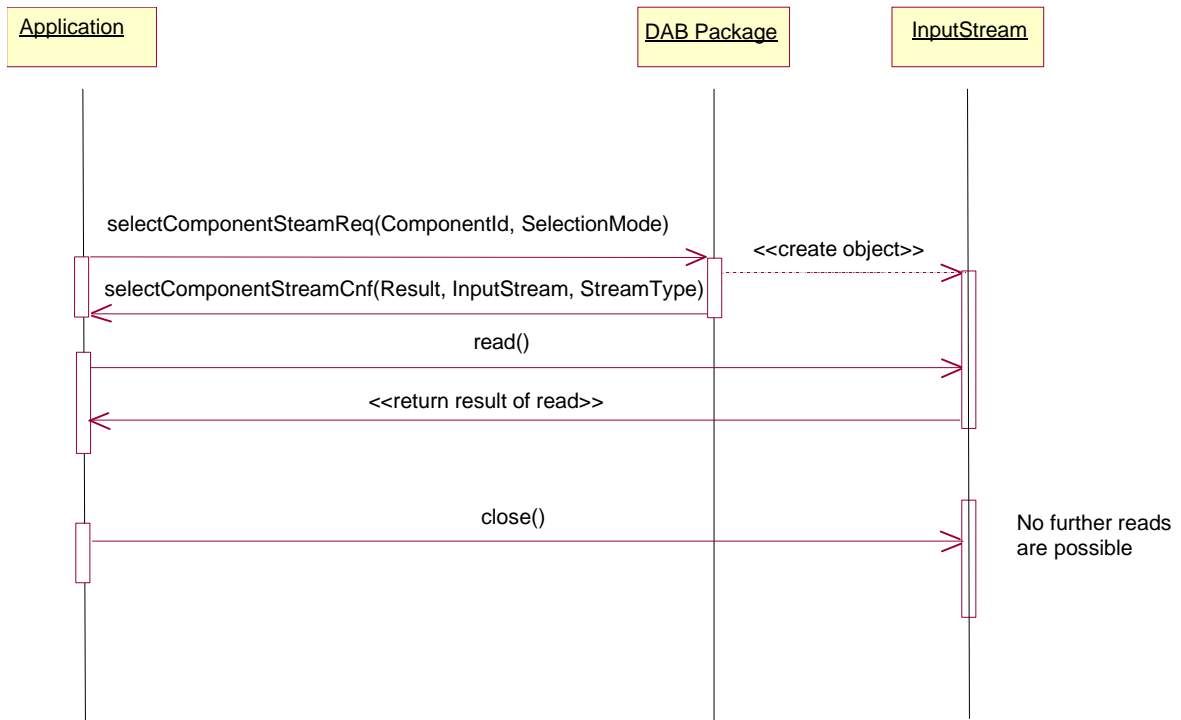 Application
DAB Package
InputStream
selectComponentSteamReq(ComponentId, SelectionMode)
<<create object>>
selectComponentStreamCnf(Result, InputStream, StreamType)
read()
<<return result of read>>
close()
No further reads
are possible